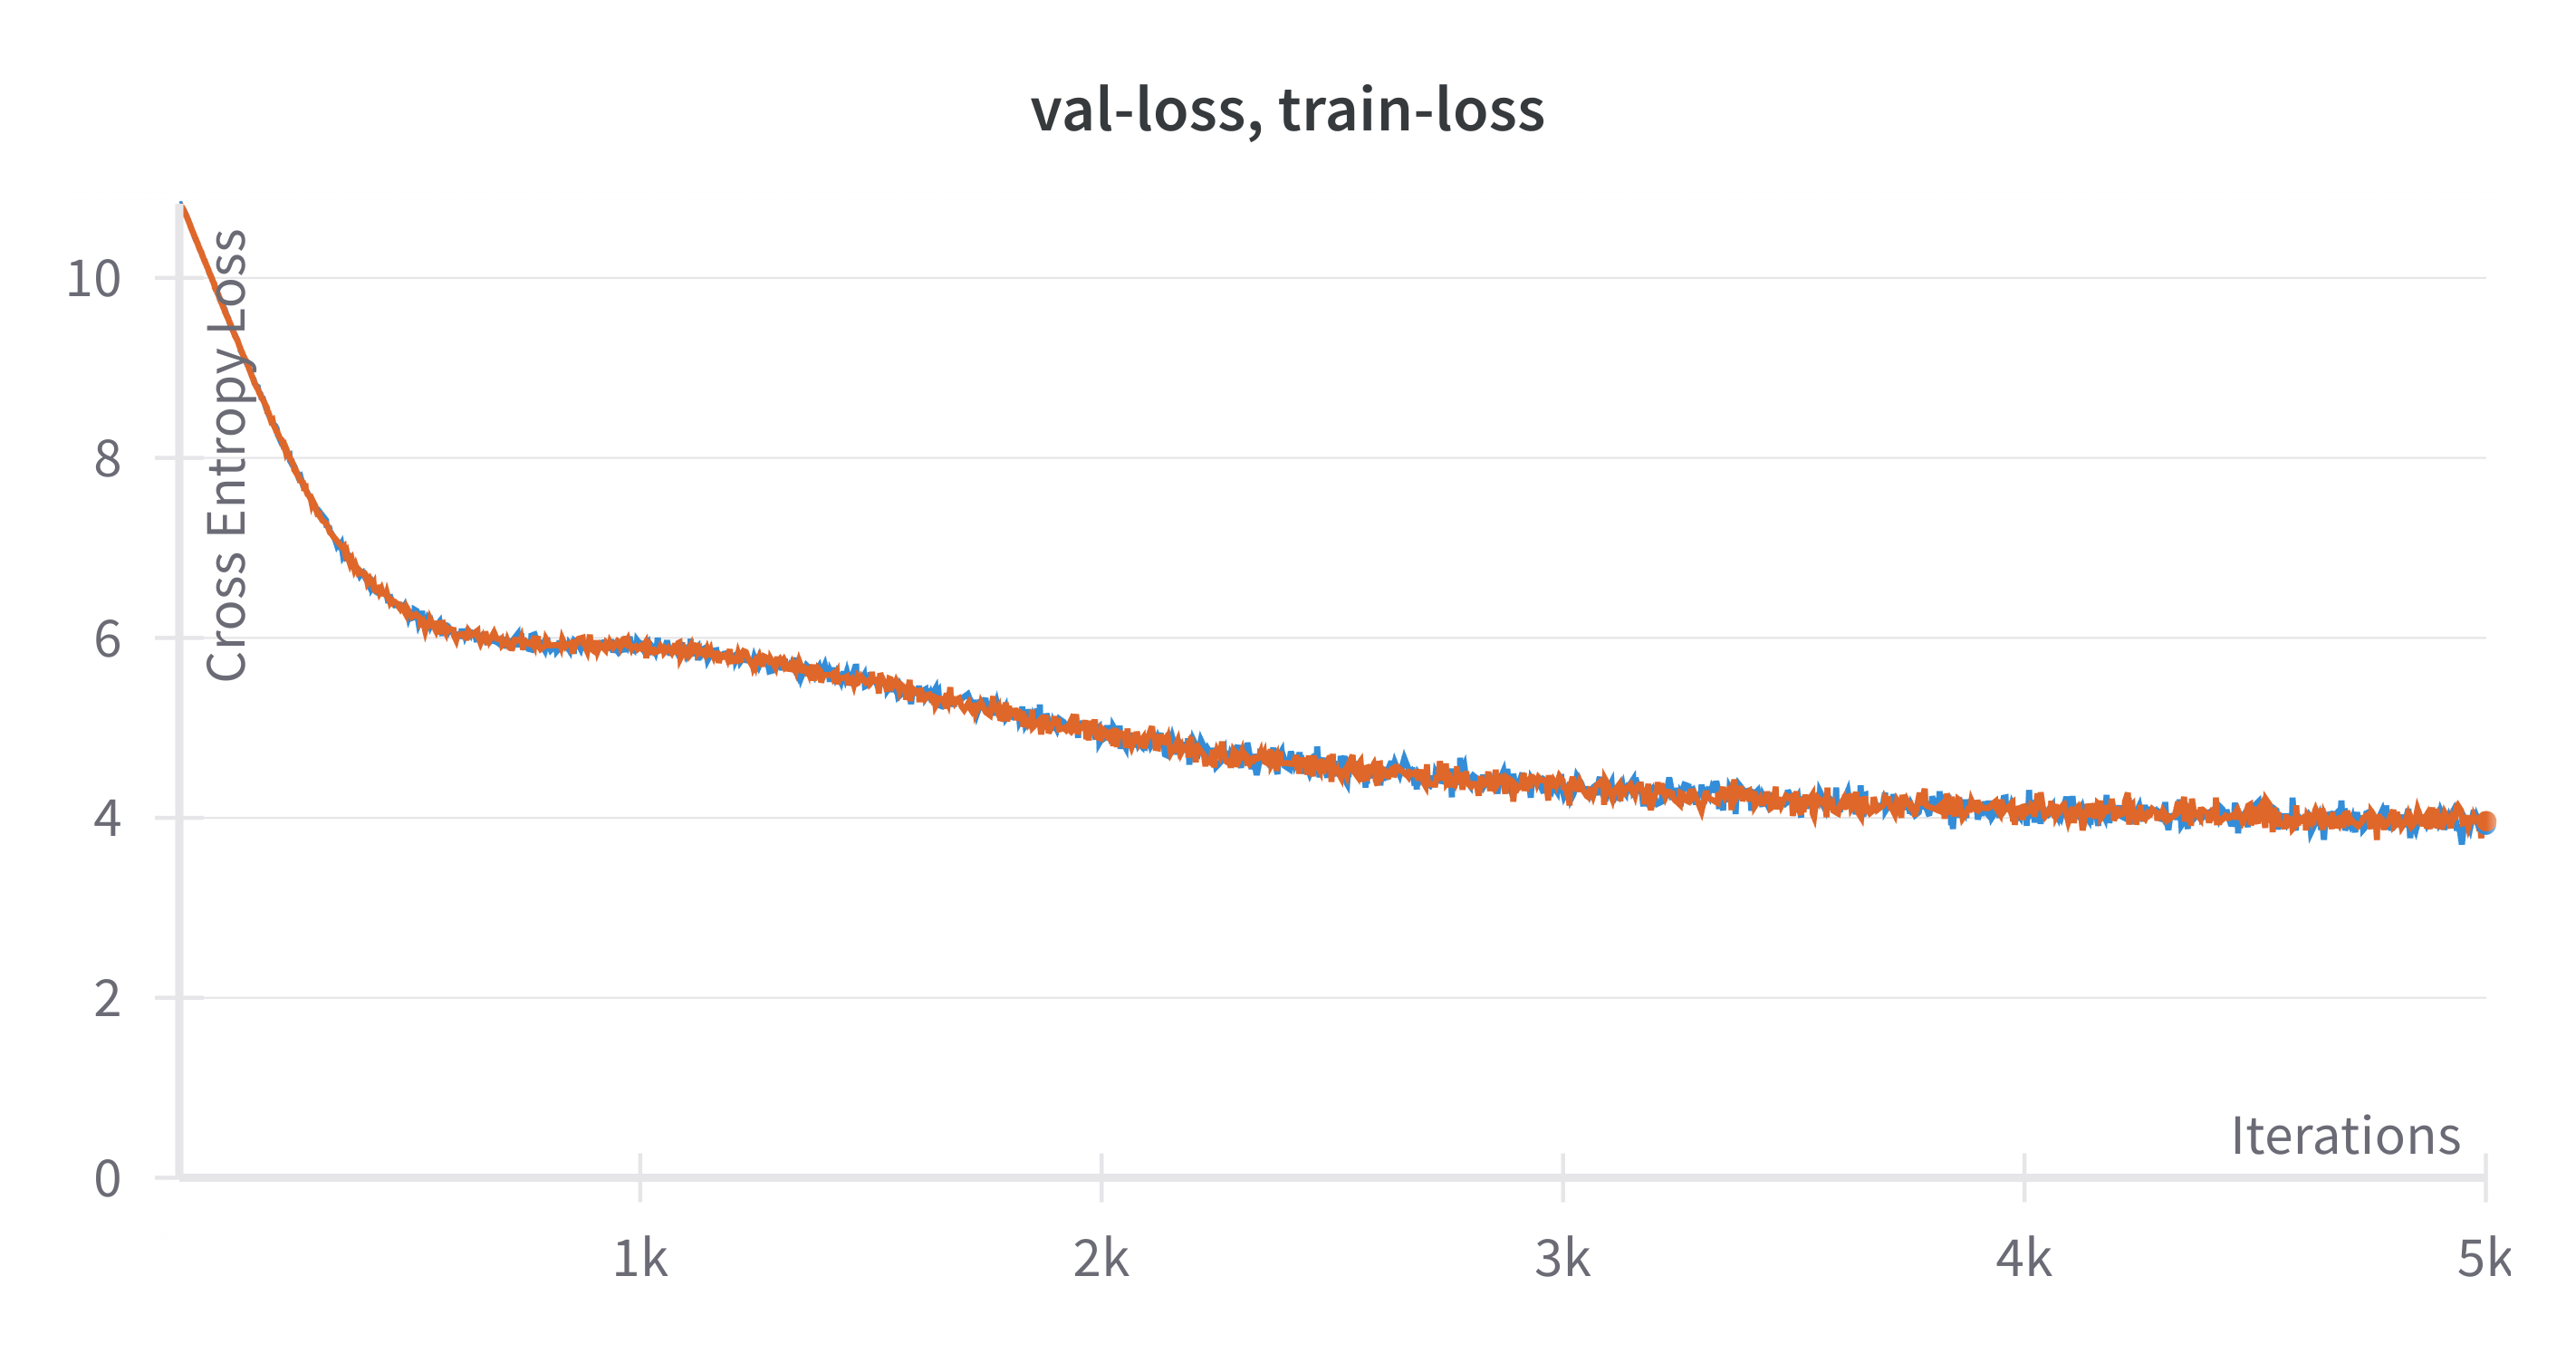 val-loss, train-loss
Cross Entropy Loss
10
8
6
4
2
0
Iterations
1k
2k
3k
4k
5k